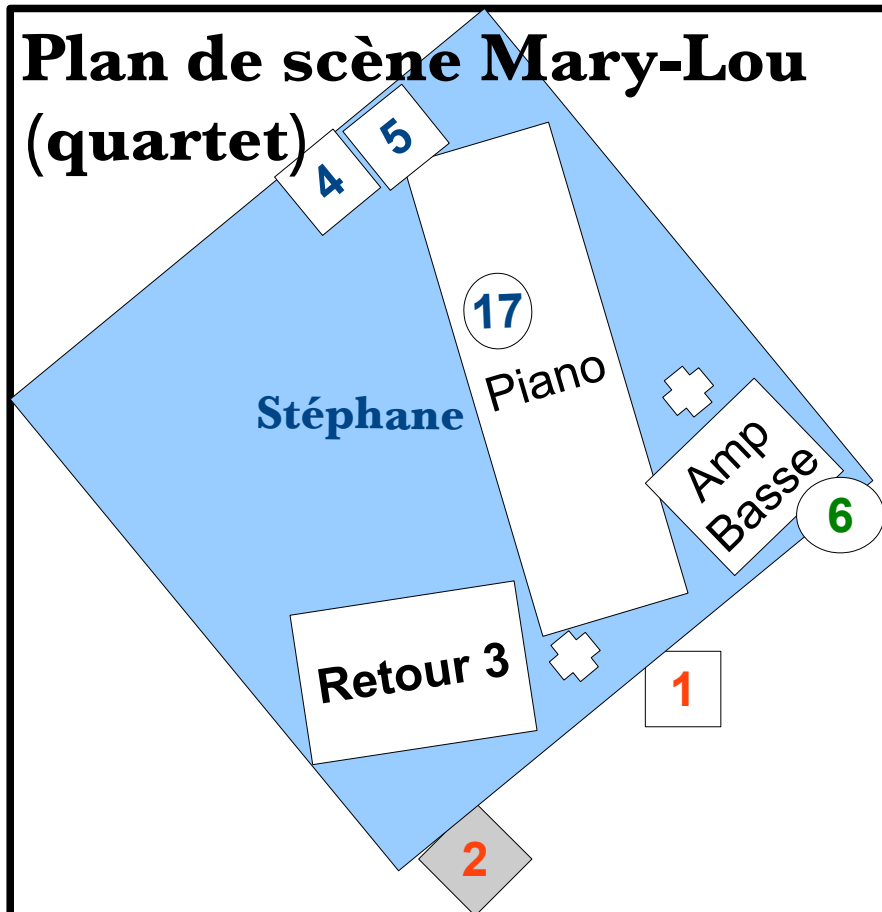 Plan de scène Mary-Lou
(quartet)
4
5
17
Piano
Stéphane
Amp
Basse
6
Retour 3
1
2